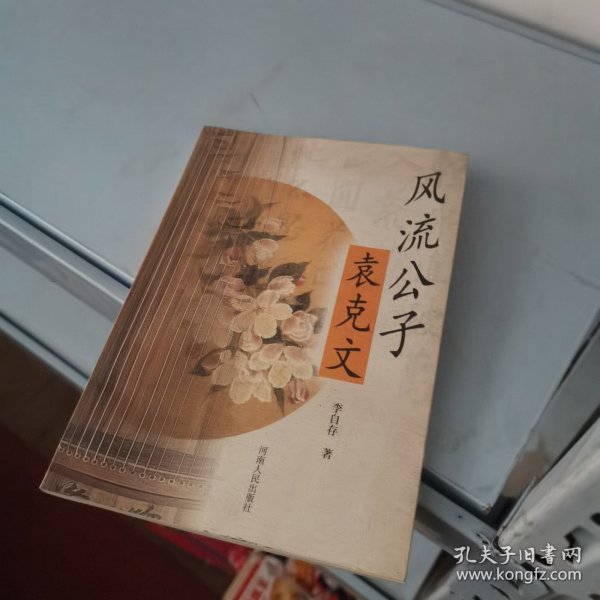 风流公子
袁克文
李自存 著
河南人民出版社
孔夫子旧書网
www.kongfz.com